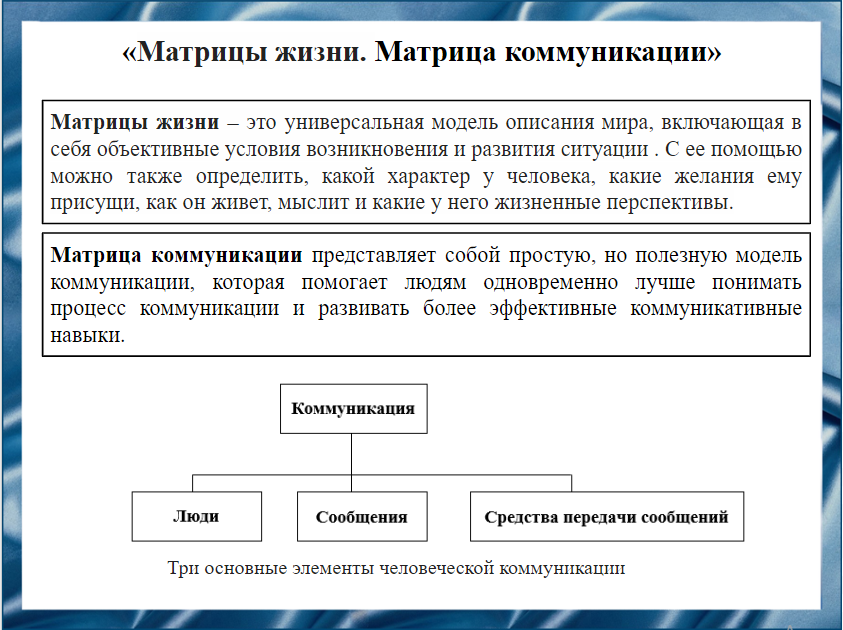 «Матрицы жизни. Матрица коммуникации»
Матрицы жизни – это универсальная модель описания мира, включающая в
себя объективные условия возникновения и развития ситуации . С ее помощью
можно также определить, какой характер у человека, какие желания ему
присущи, как он живет, мыслит и какие у него жизненные перспективы.
Матрица коммуникации представляет собой простую, но полезную модель
коммуникации, которая помогает людям одновременно лучше понимать
процесс коммуникации и развивать более эффективные коммуникативные
навыки.
Коммуникация
Люди
Сообщения
Средства передачи сообщений
Три основные элементы человеческой коммуникации